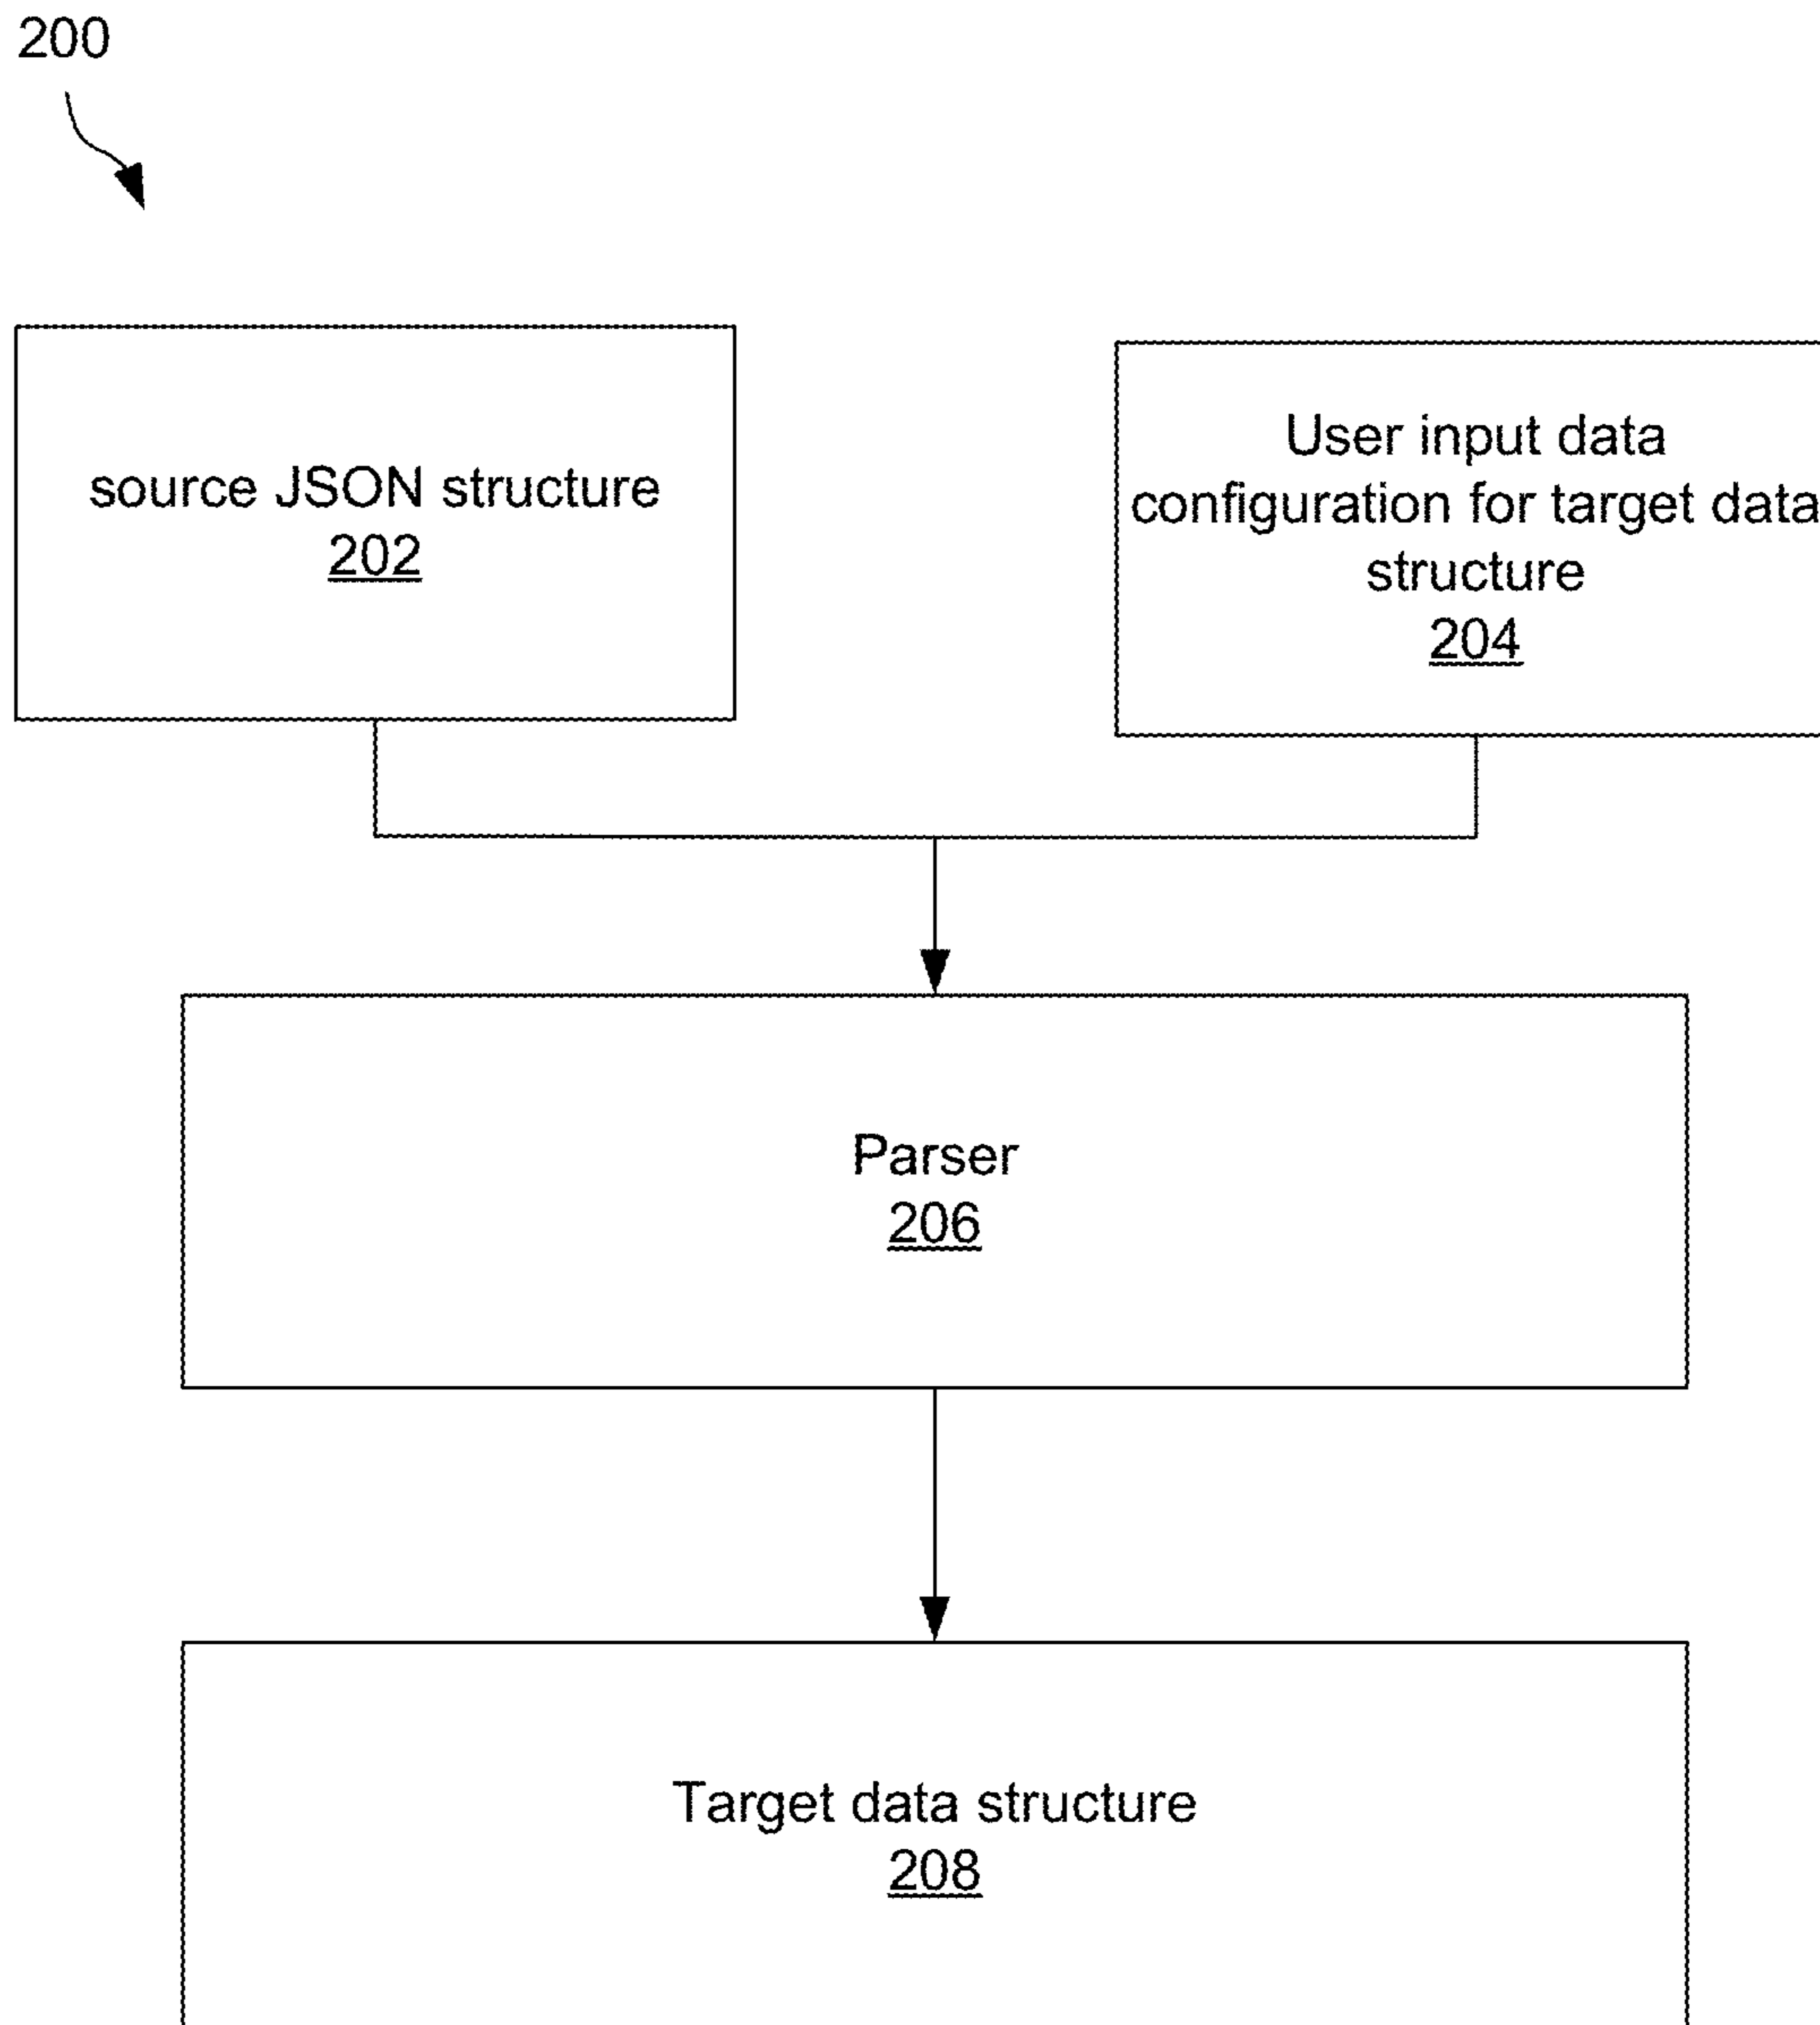 200
source JSON structure
202
User input data
configuration for target data
structure
204
Parser
206
Target data structure
208